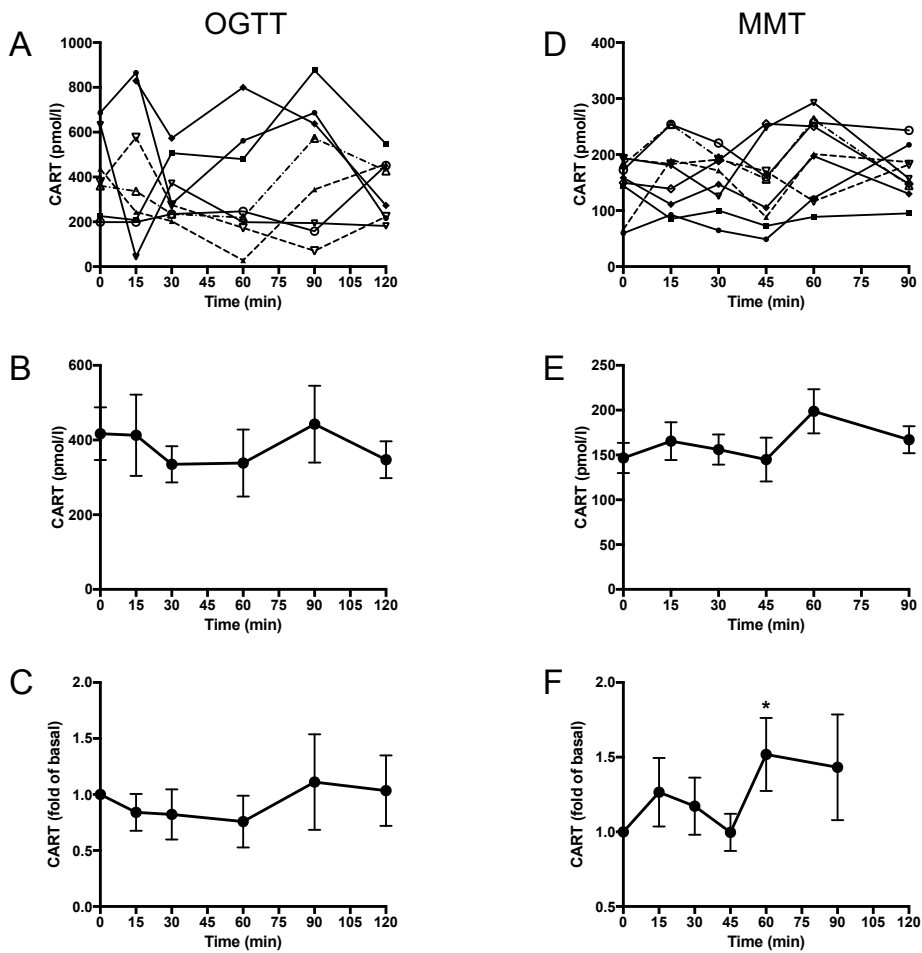 OGTT
MMT
A
CART (pmol/l)
1000
800
600
400
200
0
0 15 30 45 60 75 90 105 120
Time (min)
D
CART (pmol/l)
400
300
200
100
0
0 15 30 45 60 75 90
Time (min)
B
CART (pmol/l)
600
400
200
0
0 15 30 45 60 75 90 105 120
Time (min)
E
CART (pmol/l)
250
200
150
100
50
0
0 15 30 45 60 75 90
Time (min)
C
CART (fold of basal)
2.0
1.5
1.0
0.5
0.0
0 15 30 45 60 75 90 105 120
Time (min)
F
CART (fold of basal)
2.0
1.5
1.0
0.5
*
0 15 30 45 60 75 90 105 120
Time (min)